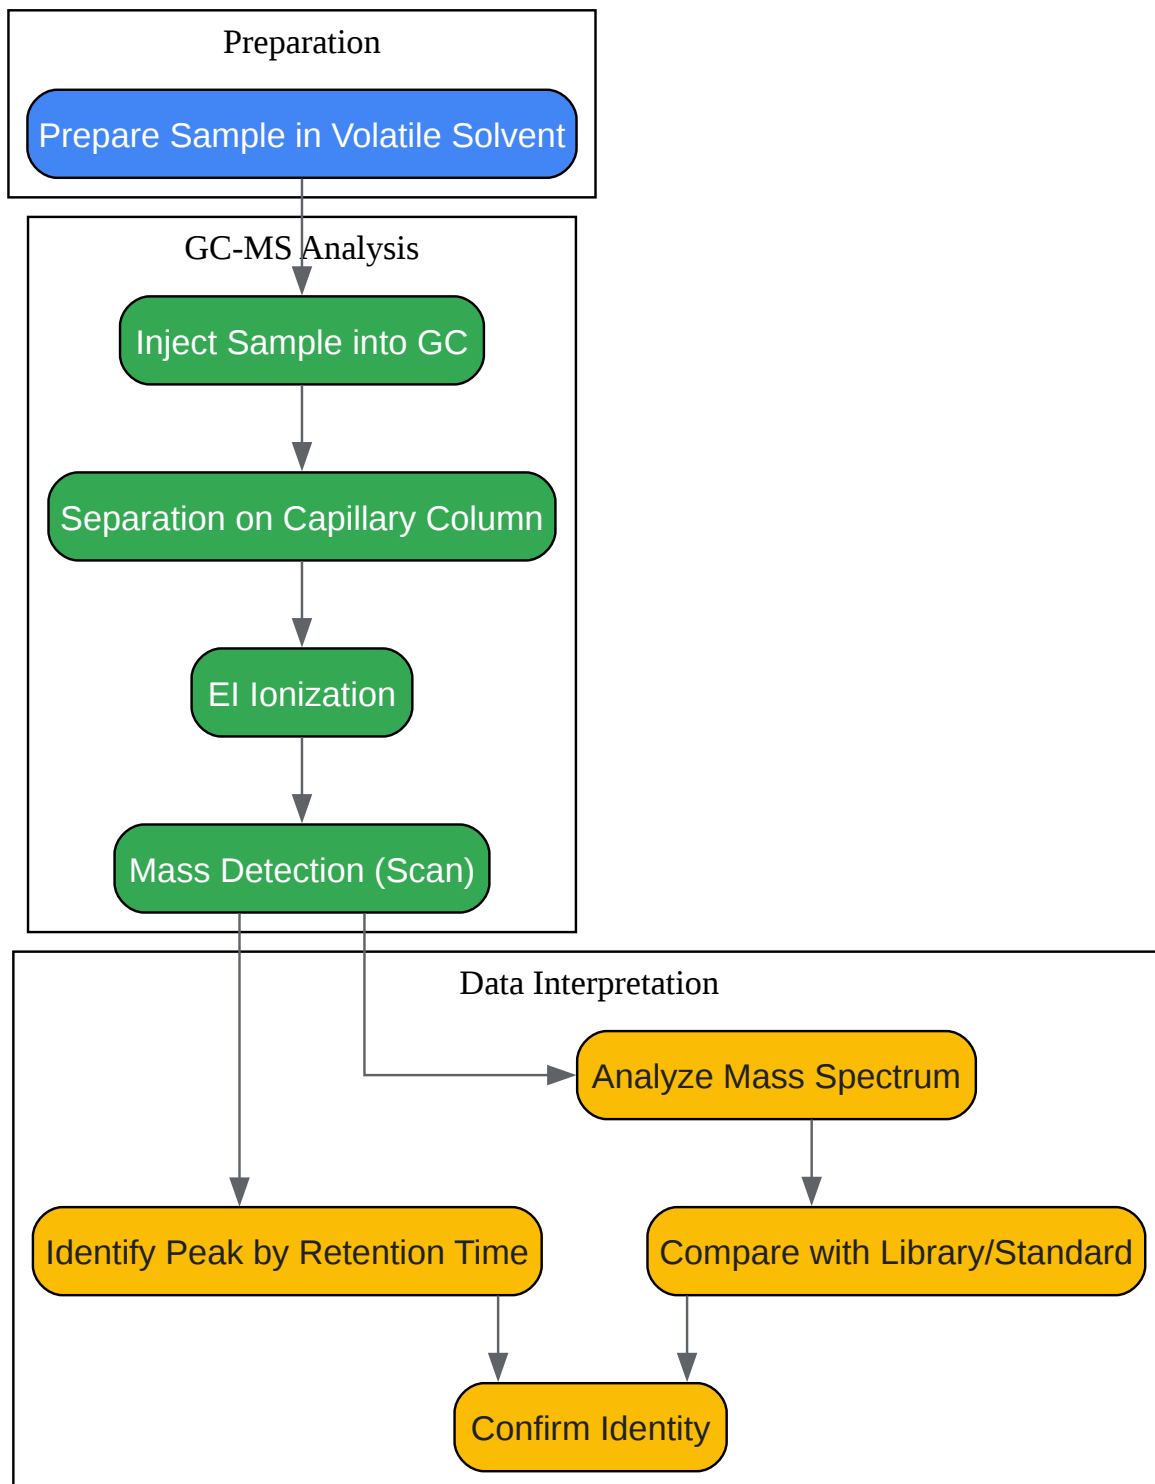 Preparation
Prepare Sample in Volatile Solvent
GC-MS Analysis
Inject Sample into GC
Separation on Capillary Column
EI Ionization
Mass Detection (Scan)
Data Interpretation
Analyze Mass Spectrum
Identify Peak by Retention Time
Compare with Library/Standard
Confirm Identity